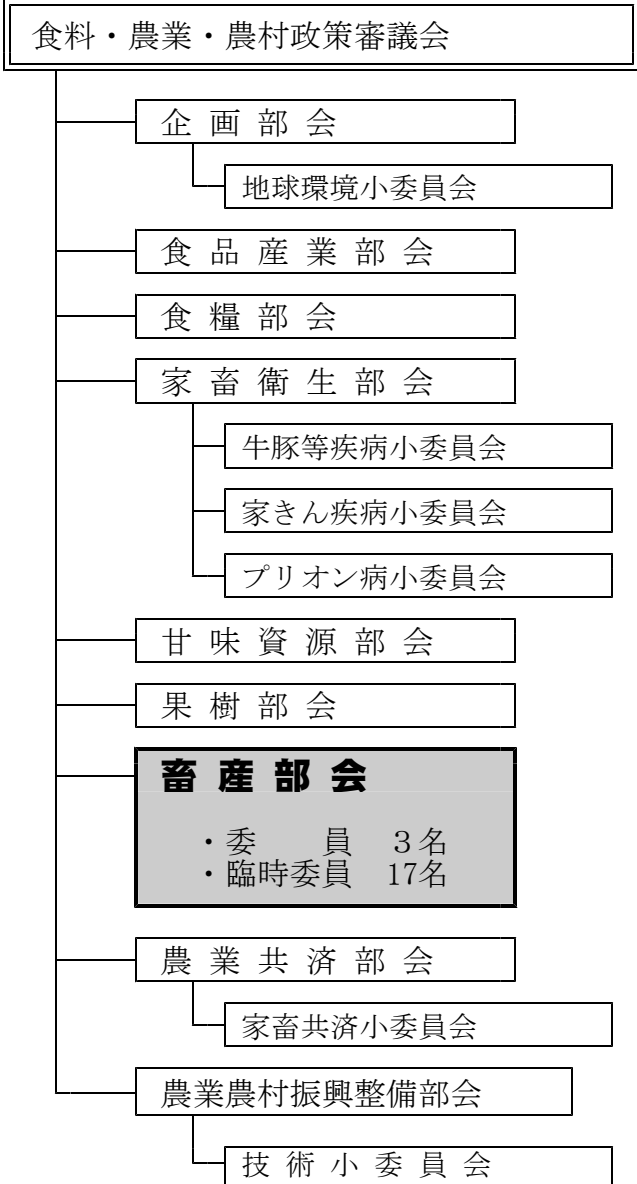 食料・農業・農村政策審議会
企画部会
地球環境小委員会
食品産業部会
食糧部会
家畜衛生部会
牛豚等疾病小委員会
家きん疾病小委員会
プリオン病小委員会
甘味資源部会
果樹部会
畜産部会
・委　　員　３名
・臨時委員　17名
農業共済部会
家畜共済小委員会
農業農村振興整備部会
技術小委員会